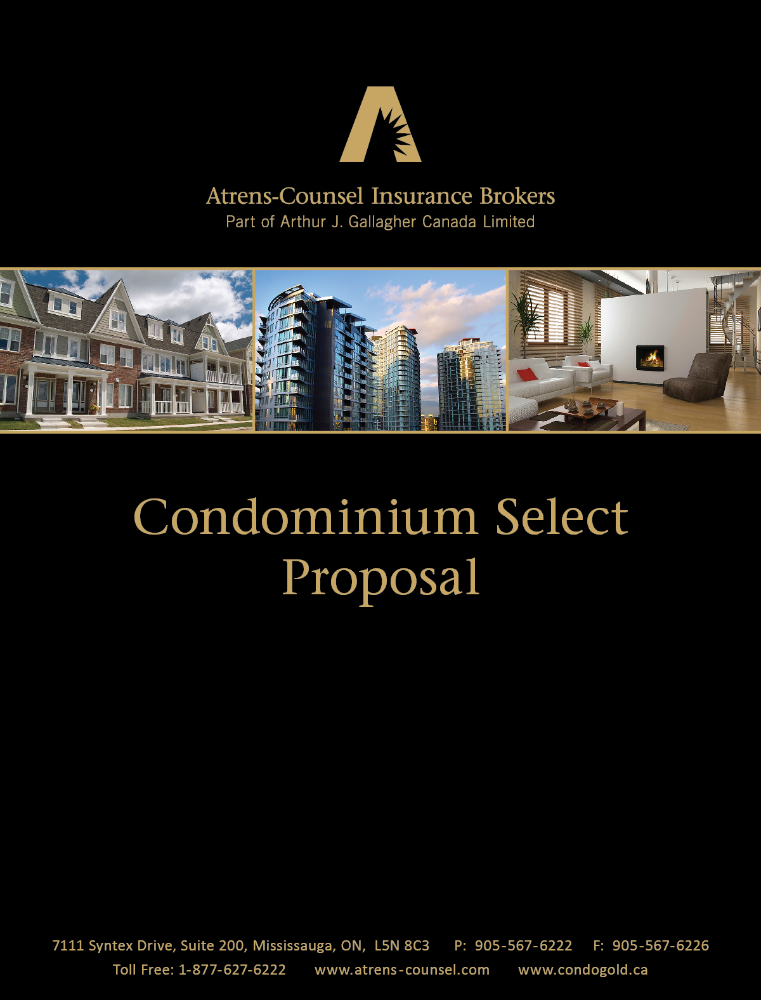 Atrens-Counsel Insurance Brokers
Part of Arthur J. Gallagher Canada Limited
Condominium Select
Proposal
7111 Syntex Drive, Suite 200, Mississauga, ON, L5N 8C3 P: 905-567-6222 F: 905-567-6226
Toll Free: 1-877-627-6222 www.atrens-counsel.com www.condogold.ca